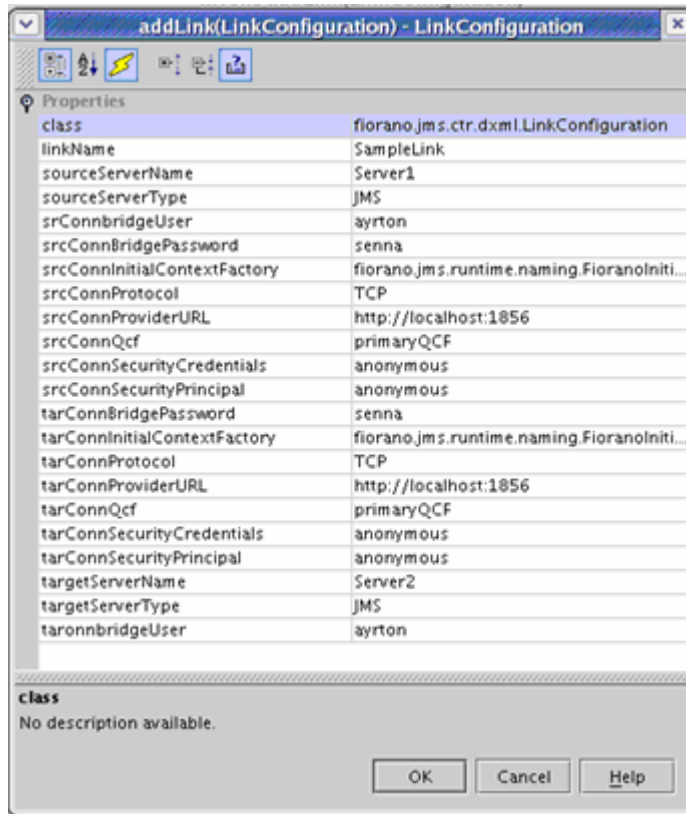 addLink(LinkConfiguration) - LinkConfiguration
Properties
class fiorano.jms.ctr.dxml.LinkConfiguration
linkName SampleLink
sourceServerName Server1
sourceServerType JMS
srConnbridgeUser ayrton
srcConnBridgePassword senna
srcConnInitialContextFactory fiorano.jms.runtime.naming.FioranoIniti...
srcConnProtocol TCP
srcConnProviderURL http://localhost:1856
srcConnQcf primaryQCF
srcConnSecurityCredentials anonymous
srcConnSecurityPrincipal anonymous
tarConnBridgePassword senna
tarConnInitialContextFactory fiorano.jms.runtime.naming.FioranoIniti...
tarConnProtocol TCP
tarConnProviderURL http://localhost:1856
tarConnQcf primaryQCF
tarConnSecurityCredentials anonymous
tarConnSecurityPrincipal anonymous
targetServerName Server2
targetServerType JMS
taronnbridgeUser ayrton
class
No description available.
OK Cancel Help